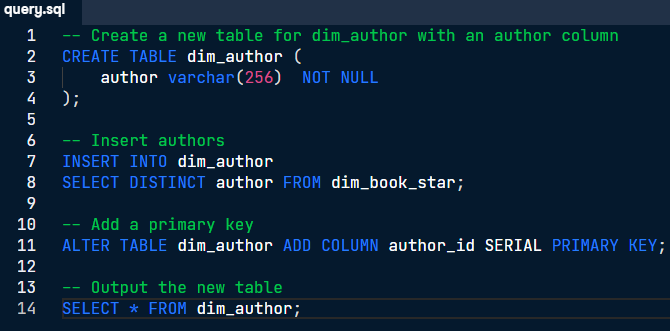 query.sql
1 -- Create a new table for dim_author with an author column
2 CREATE TABLE dim_author (
3     author varchar(256)  NOT NULL
4 );
5
6 -- Insert authors
7 INSERT INTO dim_author
8 SELECT DISTINCT author FROM dim_book_star;
9
10 -- Add a primary key
11 ALTER TABLE dim_author ADD COLUMN author_id SERIAL PRIMARY KEY;
12
13 -- Output the new table
14 SELECT * FROM dim_author;